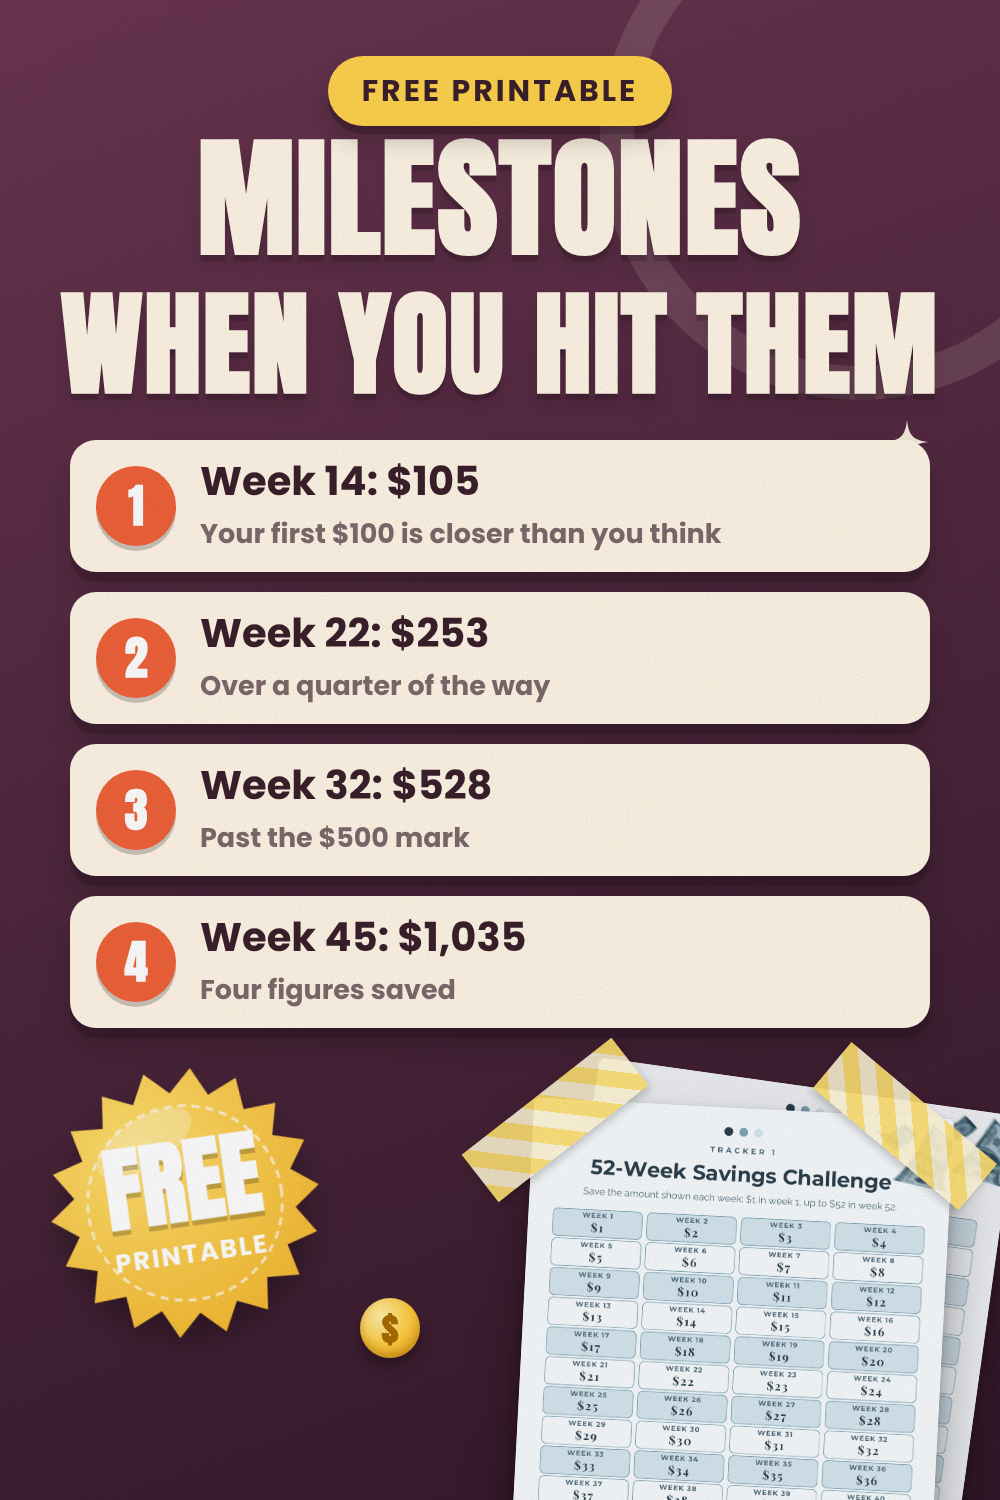 FREE PRINTABLE
MILESTONES
WHEN YOU HIT THEM
1
Week 14: $105
Your first $100 is closer than you think
2
Week 22: $253
Over a quarter of the way
3
Week 32: $528
Past the $500 mark
4
Week 45: $1,035
Four figures saved
FREE
PRINTABLE
$
TRACKER 1
52-Week Savings Challenge
Save the amount shown each week: $1 in week 1, up to $52 in week 52.
WEEK 1 WEEK 2 WEEK 3 WEEK 4
$1 $2 $3 $4
WEEK 5 WEEK 6 WEEK 7 WEEK 8
$5 $6 $7 $8
WEEK 9 WEEK 10 WEEK 11 WEEK 12
$9 $10 $11 $12
WEEK 13 WEEK 14 WEEK 15 WEEK 16
$13 $14 $15 $16
WEEK 17 WEEK 18 WEEK 19 WEEK 20
$17 $18 $19 $20
WEEK 21 WEEK 22 WEEK 23 WEEK 24
$21 $22 $23 $24
WEEK 25 WEEK 26 WEEK 27 WEEK 28
$25 $26 $27 $28
WEEK 29 WEEK 30 WEEK 31 WEEK 32
$29 $30 $31 $32
WEEK 33 WEEK 34 WEEK 35 WEEK 36
$33 $34 $35 $36
WEEK 37 WEEK 38 WEEK 39 WEEK 40
$37 $38